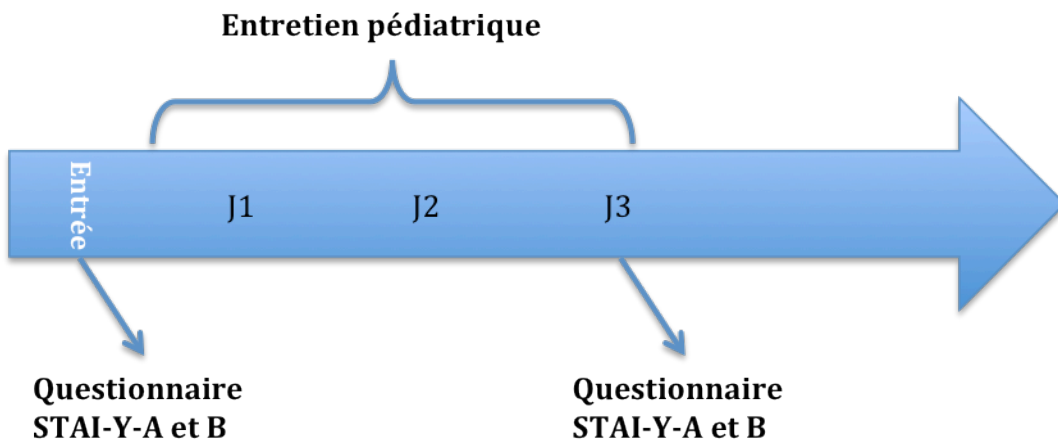 Entretien pédiatrique
Entrée
J1
J2
J3
Questionnaire
STAI-Y-A et B
Questionnaire
STAI-Y-A et B